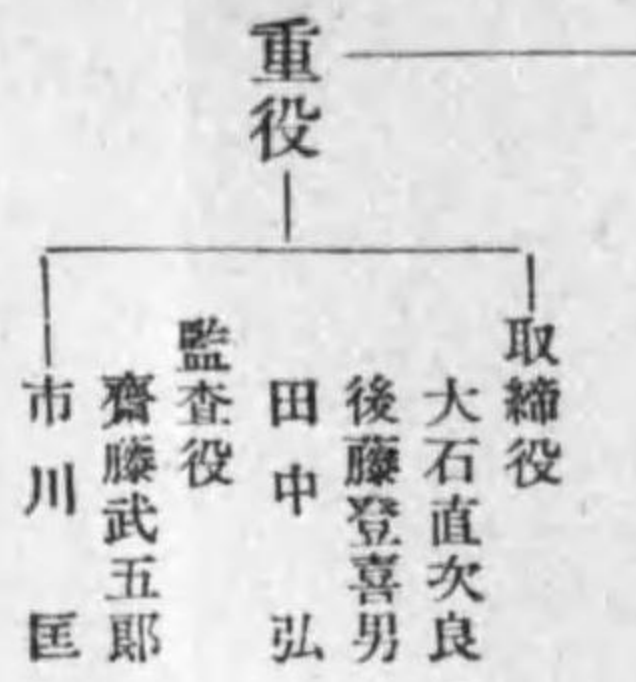 重役
取締役
大石直次良
後藤登喜男
田中弘
監査役
齋藤武五郎
市川匡